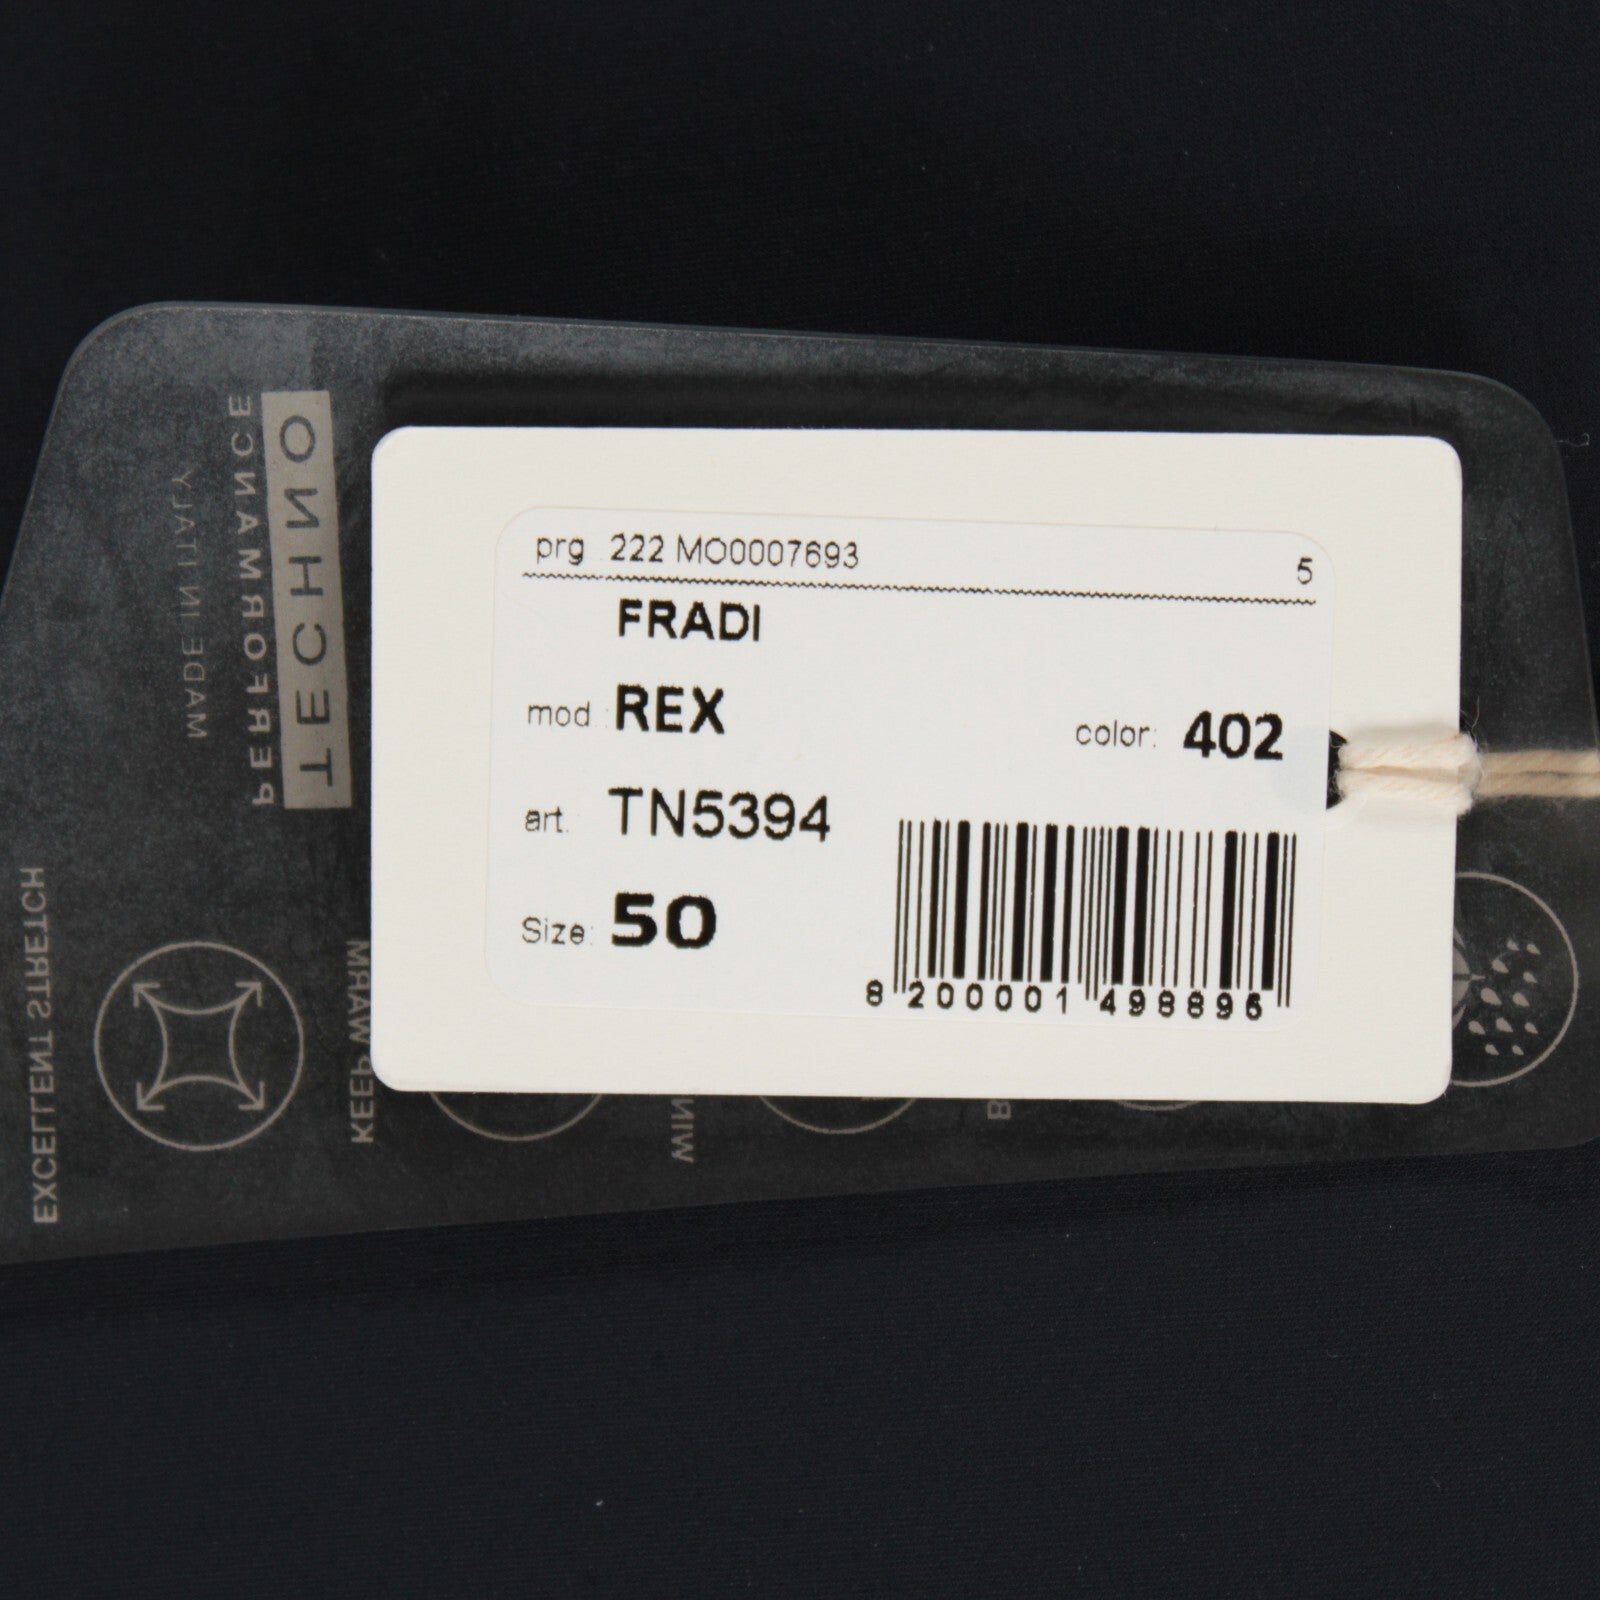 prg 222 MO0007693 5
FRADI
mod.: REX color: 402
art. TN5394
Size: 50
8 200001 498895
TECHNO
PERFORMANCE
MADE IN ITALY
EXCELLENT STRETCH
KEEP WARM